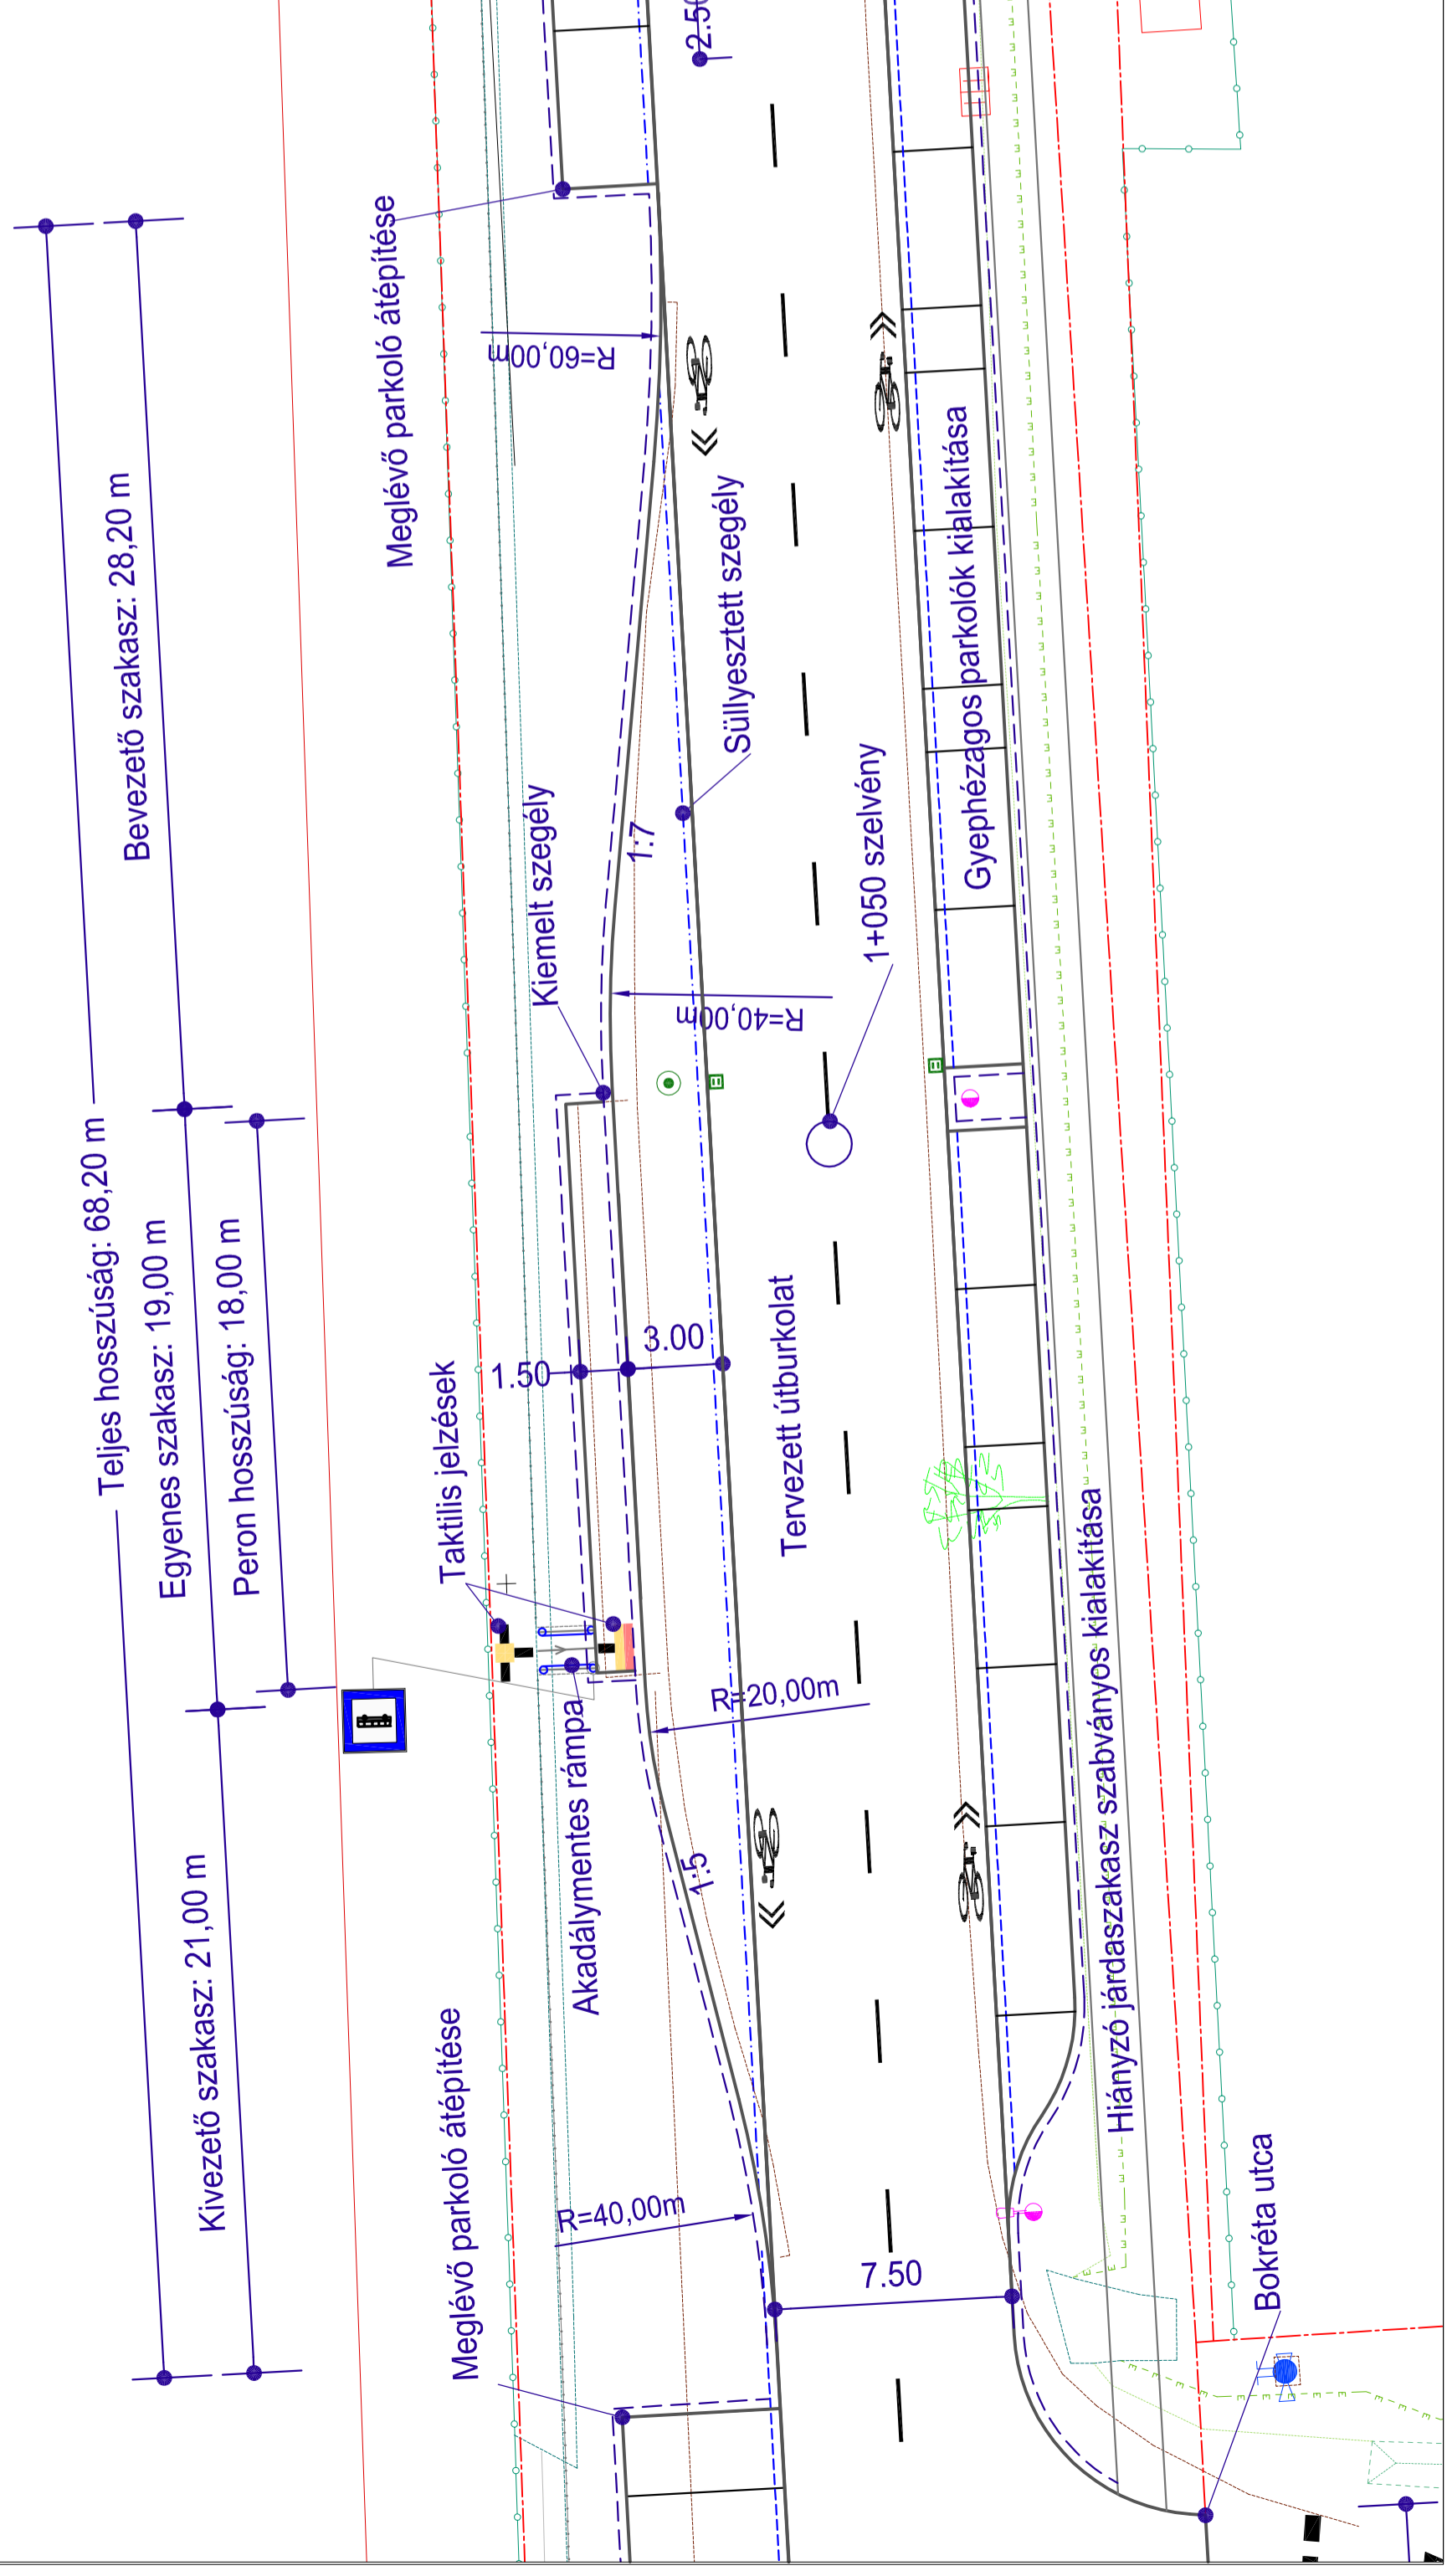 Teljes hosszúság: 68,20 m
Bevezető szakasz: 28,20 m
Egyenes szakasz: 19,00 m
Peron hosszúság: 18,00 m
Kivezető szakasz: 21,00 m
Meglévő parkoló átépítése
R=60,00m
Kiemelt szegély
1:7
Süllyesztett szegély
R=40,00m
1+050 szelvény
Gyephézagos parkolók kialakítása
1.50
3.00
Taktilis jelzések
Tervezett útburkolat
Akadálymentes rámpa
R=20,00m
1:5
Hiányzó járdaszakasz szabványos kialakítása
Meglévő parkoló átépítése
R=40,00m
7.50
Bokréta utca